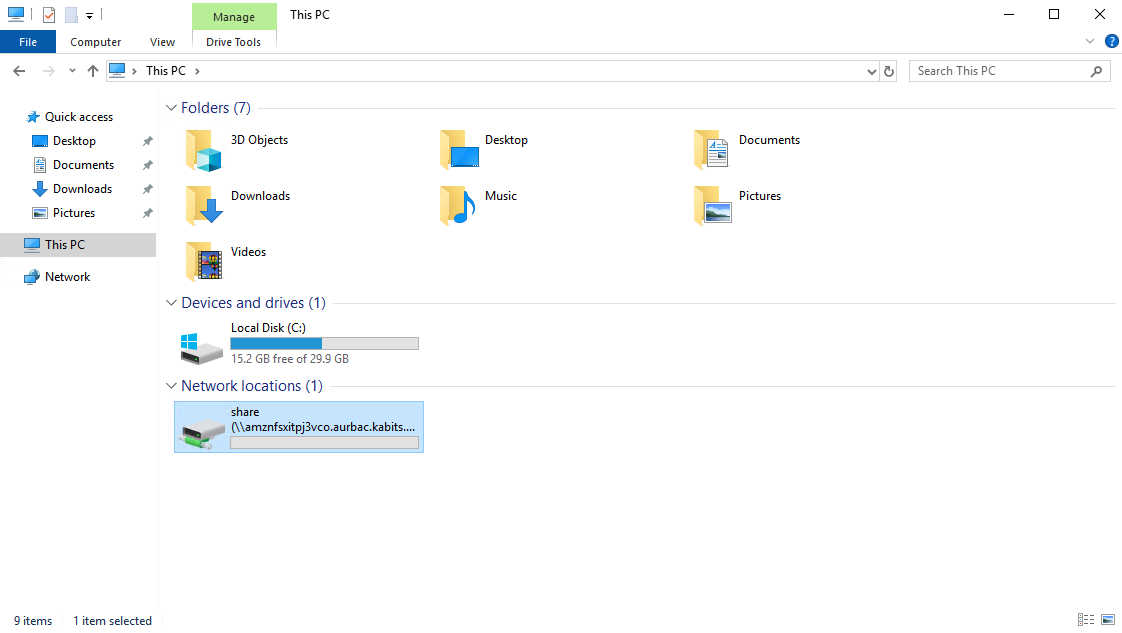 Manage
This PC
File
Computer
View
Drive Tools
This PC
Search This PC
Quick access
Desktop
Documents
Downloads
Pictures
This PC
Network
Folders (7)
3D Objects
Desktop
Documents
Downloads
Music
Pictures
Videos
Devices and drives (1)
Local Disk (C:)
15.2 GB free of 29.9 GB
Network locations (1)
share
(\\amznfsxitpj3vco.aurbac.kabits....
9 items
1 item selected